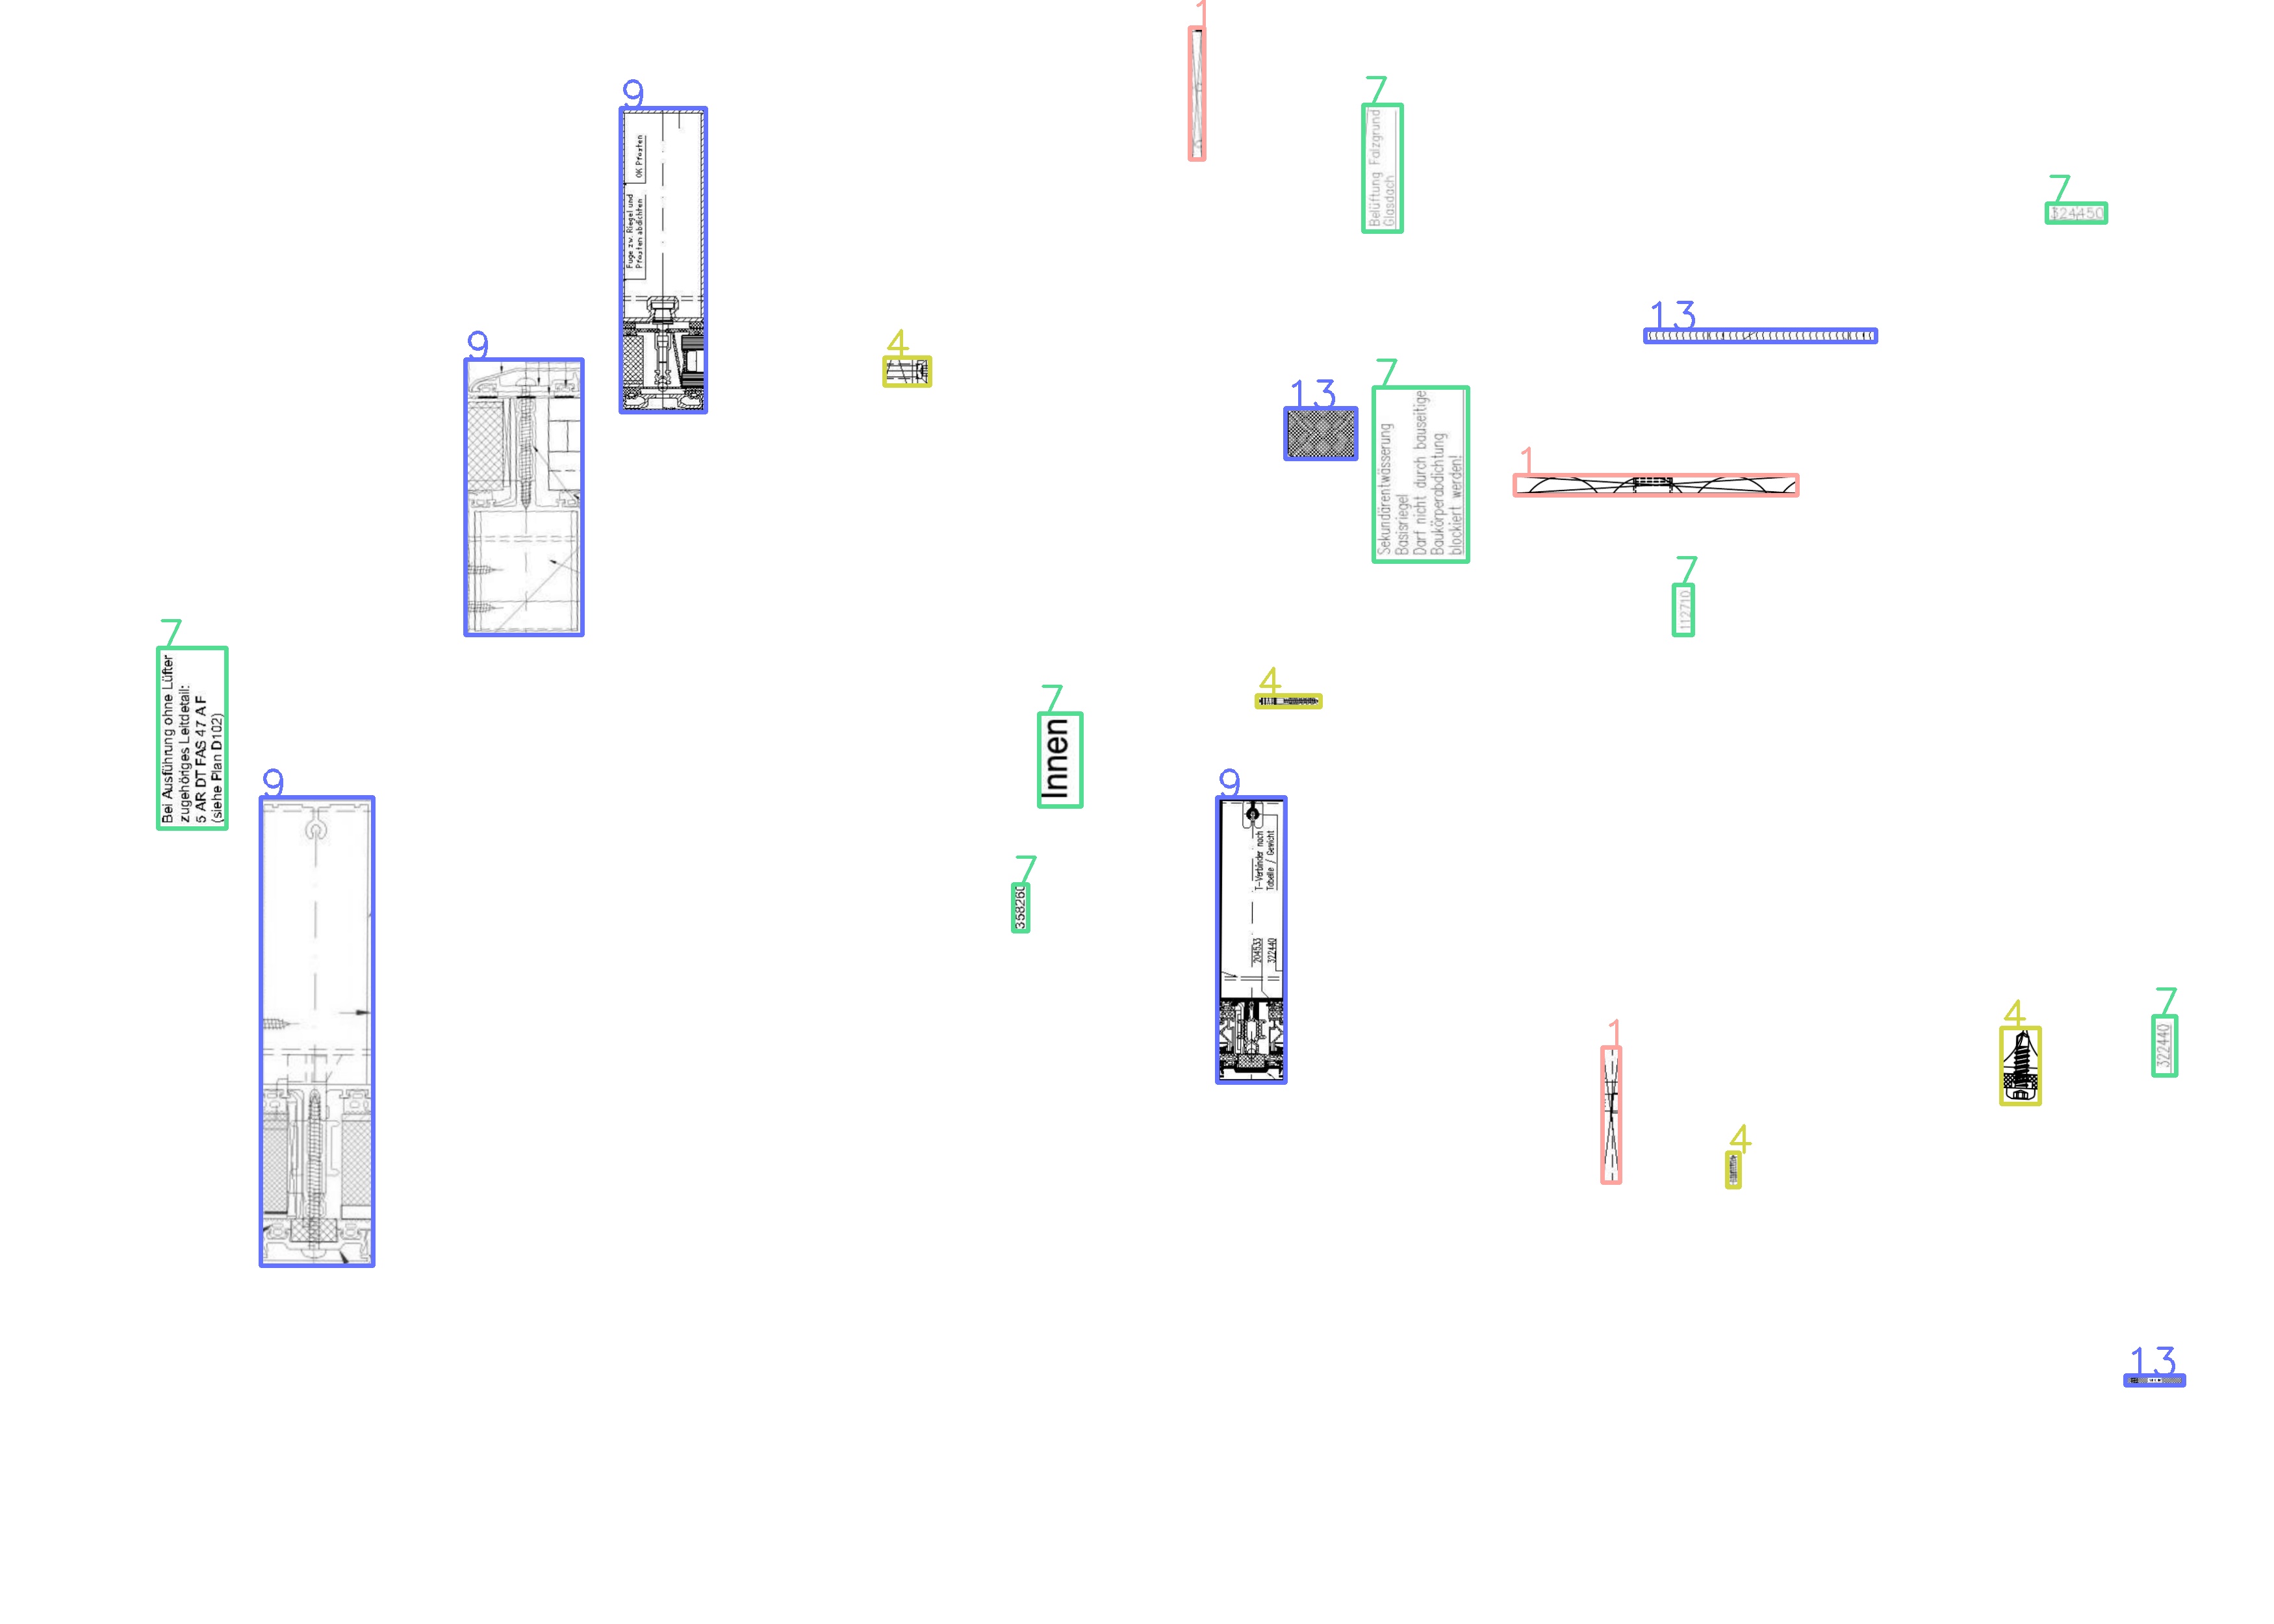 1
9
OK Pfosten
Fuge zw. Riegel und
Pfosten abdichten
7
Belüftung Falzgrund
Glasdach
7
324450
13
9
4
13
7
Sekundärentwässerung
Basisriegel
Darf nicht durch bauseitige
Baukörperabdichtung
blockiert werden!
1
7
112710
7
Bei Ausführung ohne Lüfter
zugehöriges Leitdetail:
5 AR DT FAS 47 AF
(siehe Plan D102)
7
Innen
4
9
9
T-Verbinder nach
Tabelle / Gewicht
204533
322440
7
358260
1
4
7
322440
4
13